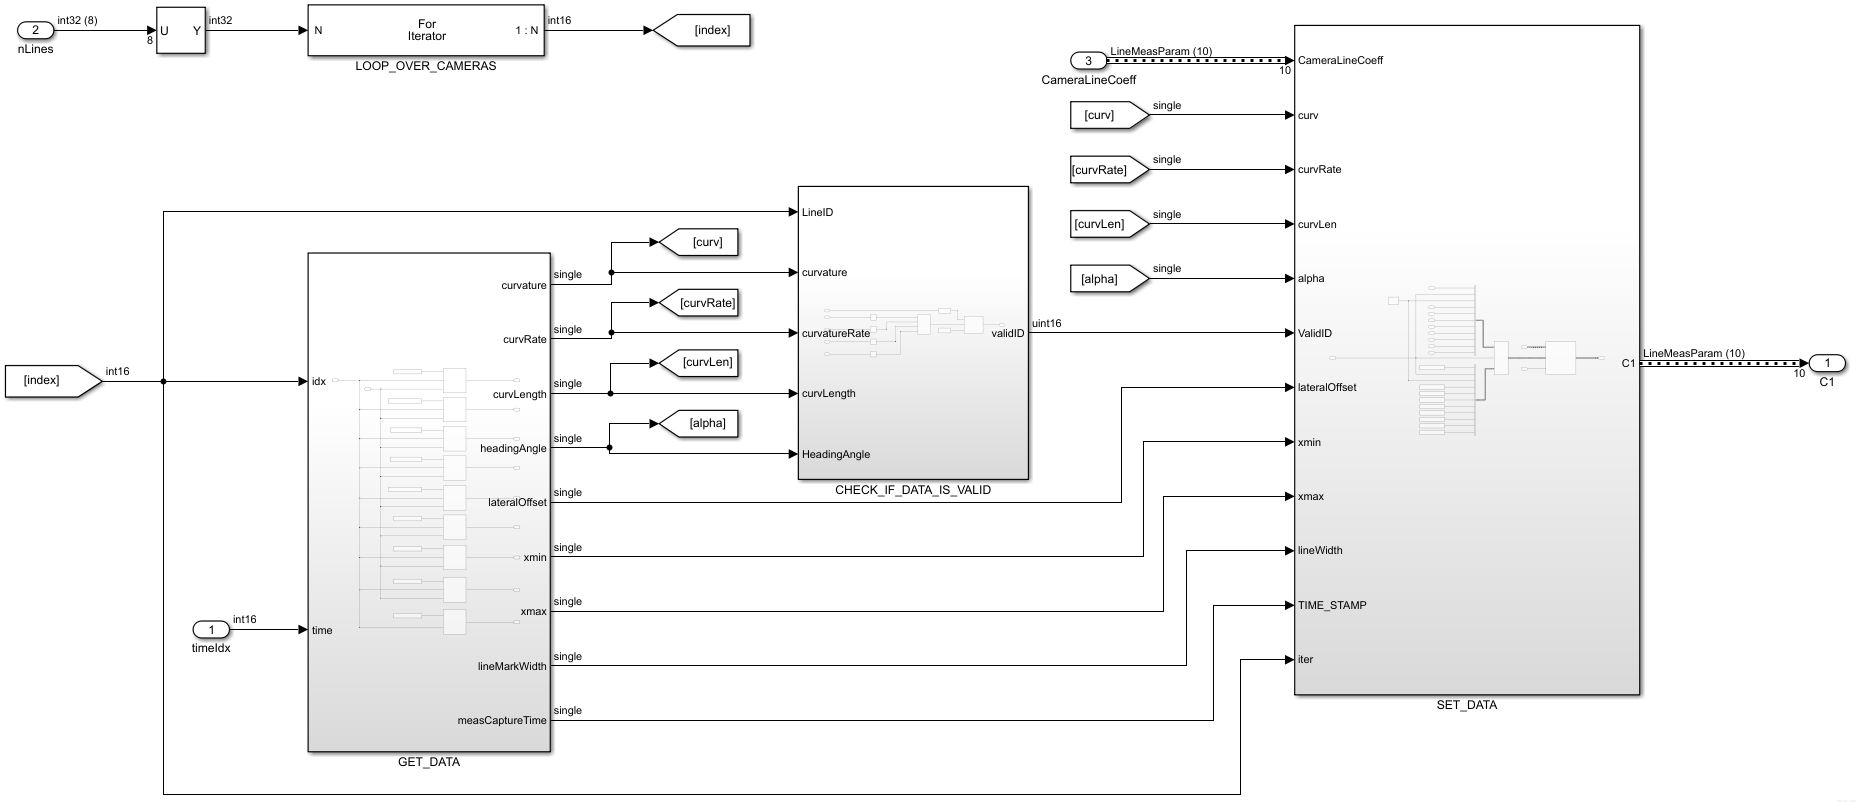 int32 (8)
2
nLines
8
U
Y
int32
N
For
Iterator
1 : N
LOOP_OVER_CAMERAS
int16
[index]
LineMeasParam (10)
3
CameraLineCoeff
10
[curv]
single
[curvRate]
single
[curvLen]
single
[alpha]
single
[index]
int16
1
timeIdx
int16
idx
time
curvature
curvRate
curvLength
headingAngle
lateralOffset
xmin
xmax
lineMarkWidth
measCaptureTime
GET_DATA
single
single
single
single
single
single
single
single
single
[curv]
[curvRate]
[curvLen]
[alpha]
LineID
curvature
curvatureRate
curvLength
HeadingAngle
validID
CHECK_IF_DATA_IS_VALID
uint16
CameraLineCoeff
curv
curvRate
curvLen
alpha
ValidID
lateralOffset
xmin
xmax
lineWidth
TIME_STAMP
iter
C1
SET_DATA
LineMeasParam (10)
10
1
C1